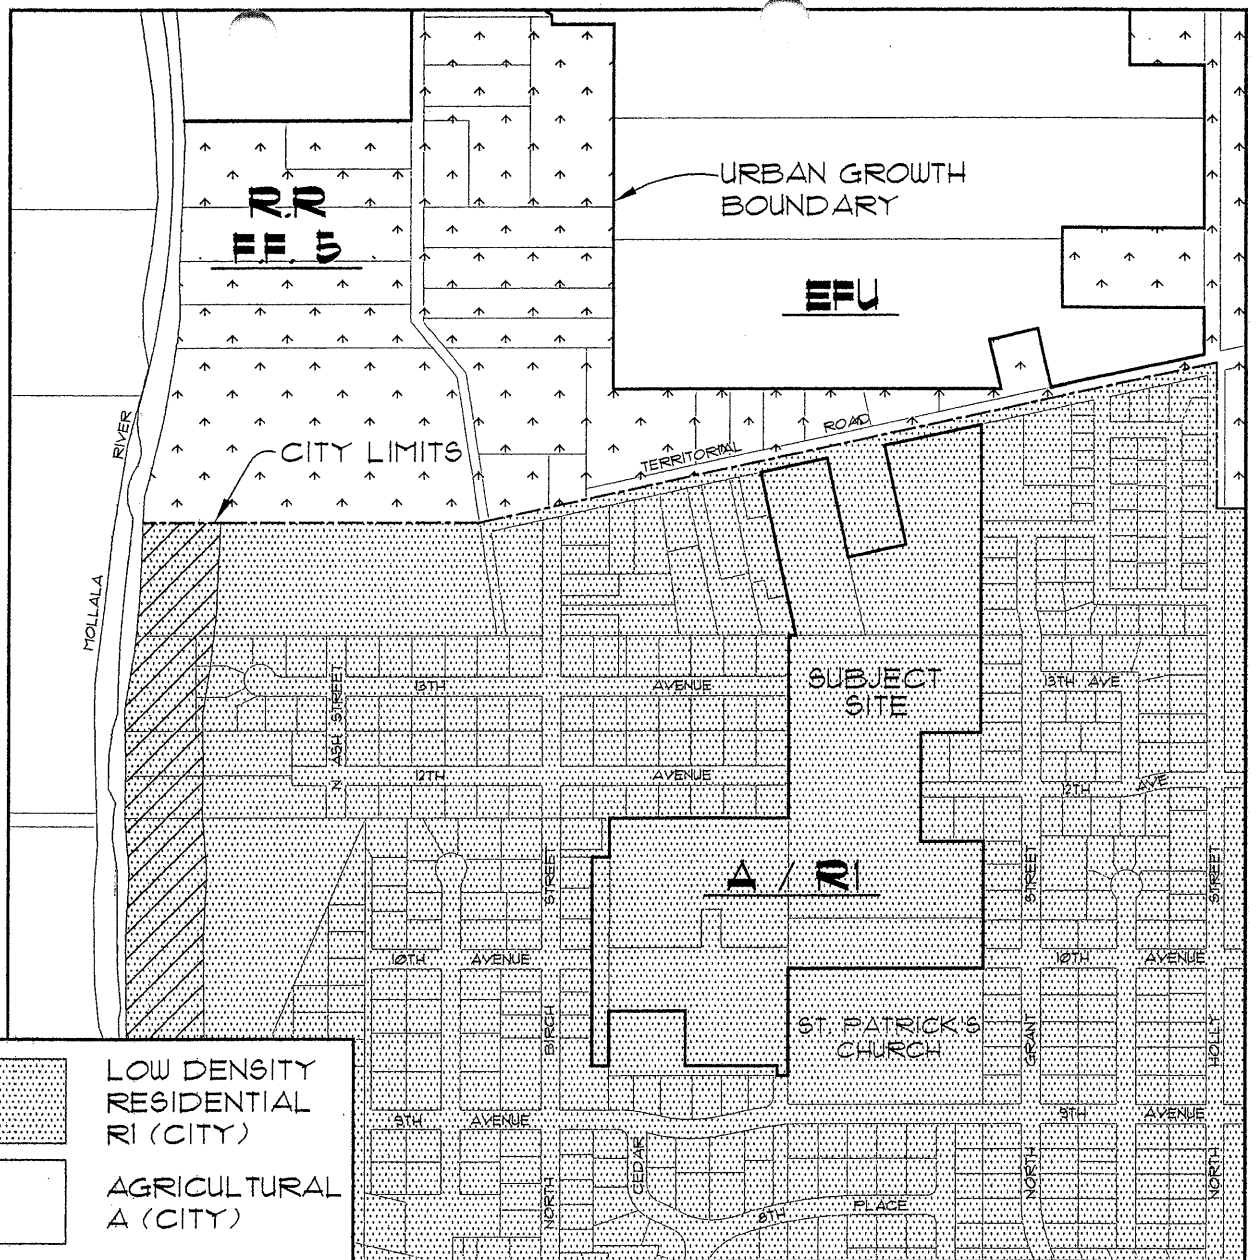 URBAN GROWTH
BOUNDARY
R.R
F.F. 5
EFU
ROAD
TERRITORIAL
CITY LIMITS
RIVER
MOLLALA
SUBJECT
SITE
13TH
AVENUE
13TH AVE
N ASH STREET
12TH
AVENUE
12TH
AVE
STREET
A / R1
STREET
STREET
10TH
AVENUE
10TH
AVENUE
BIRCH
ST. PATRICK'S
CHURCH
GRANT
HOLLY
LOW DENSITY
RESIDENTIAL
R1 (CITY)
9TH
AVENUE
9TH
AVENUE
CEDAR
NORTH
NORTH
NORTH
AGRICULTURAL
A (CITY)
8TH
PLACE